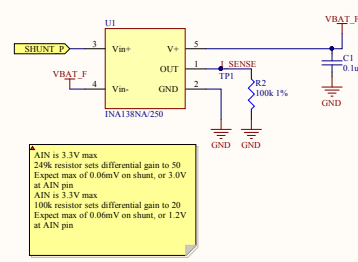 U1
VBAT_F
SHUNT_P
3
Vin+
V+
5
OUT
1
I_SENSE
TP1
C1
0.1u
VBAT_F
4
Vin-
GND
2
R2
100k 1%
GND
INA138NA/250
GND
GND
AIN is 3.3V max
249k resistor sets differential gain to 50
Expect max of 0.06mV on shunt, or 3.0V
at AIN pin
AIN is 3.3V max
100k resistor sets differential gain to 20
Expect max of 0.06mV on shunt, or 1.2V
at AIN pin